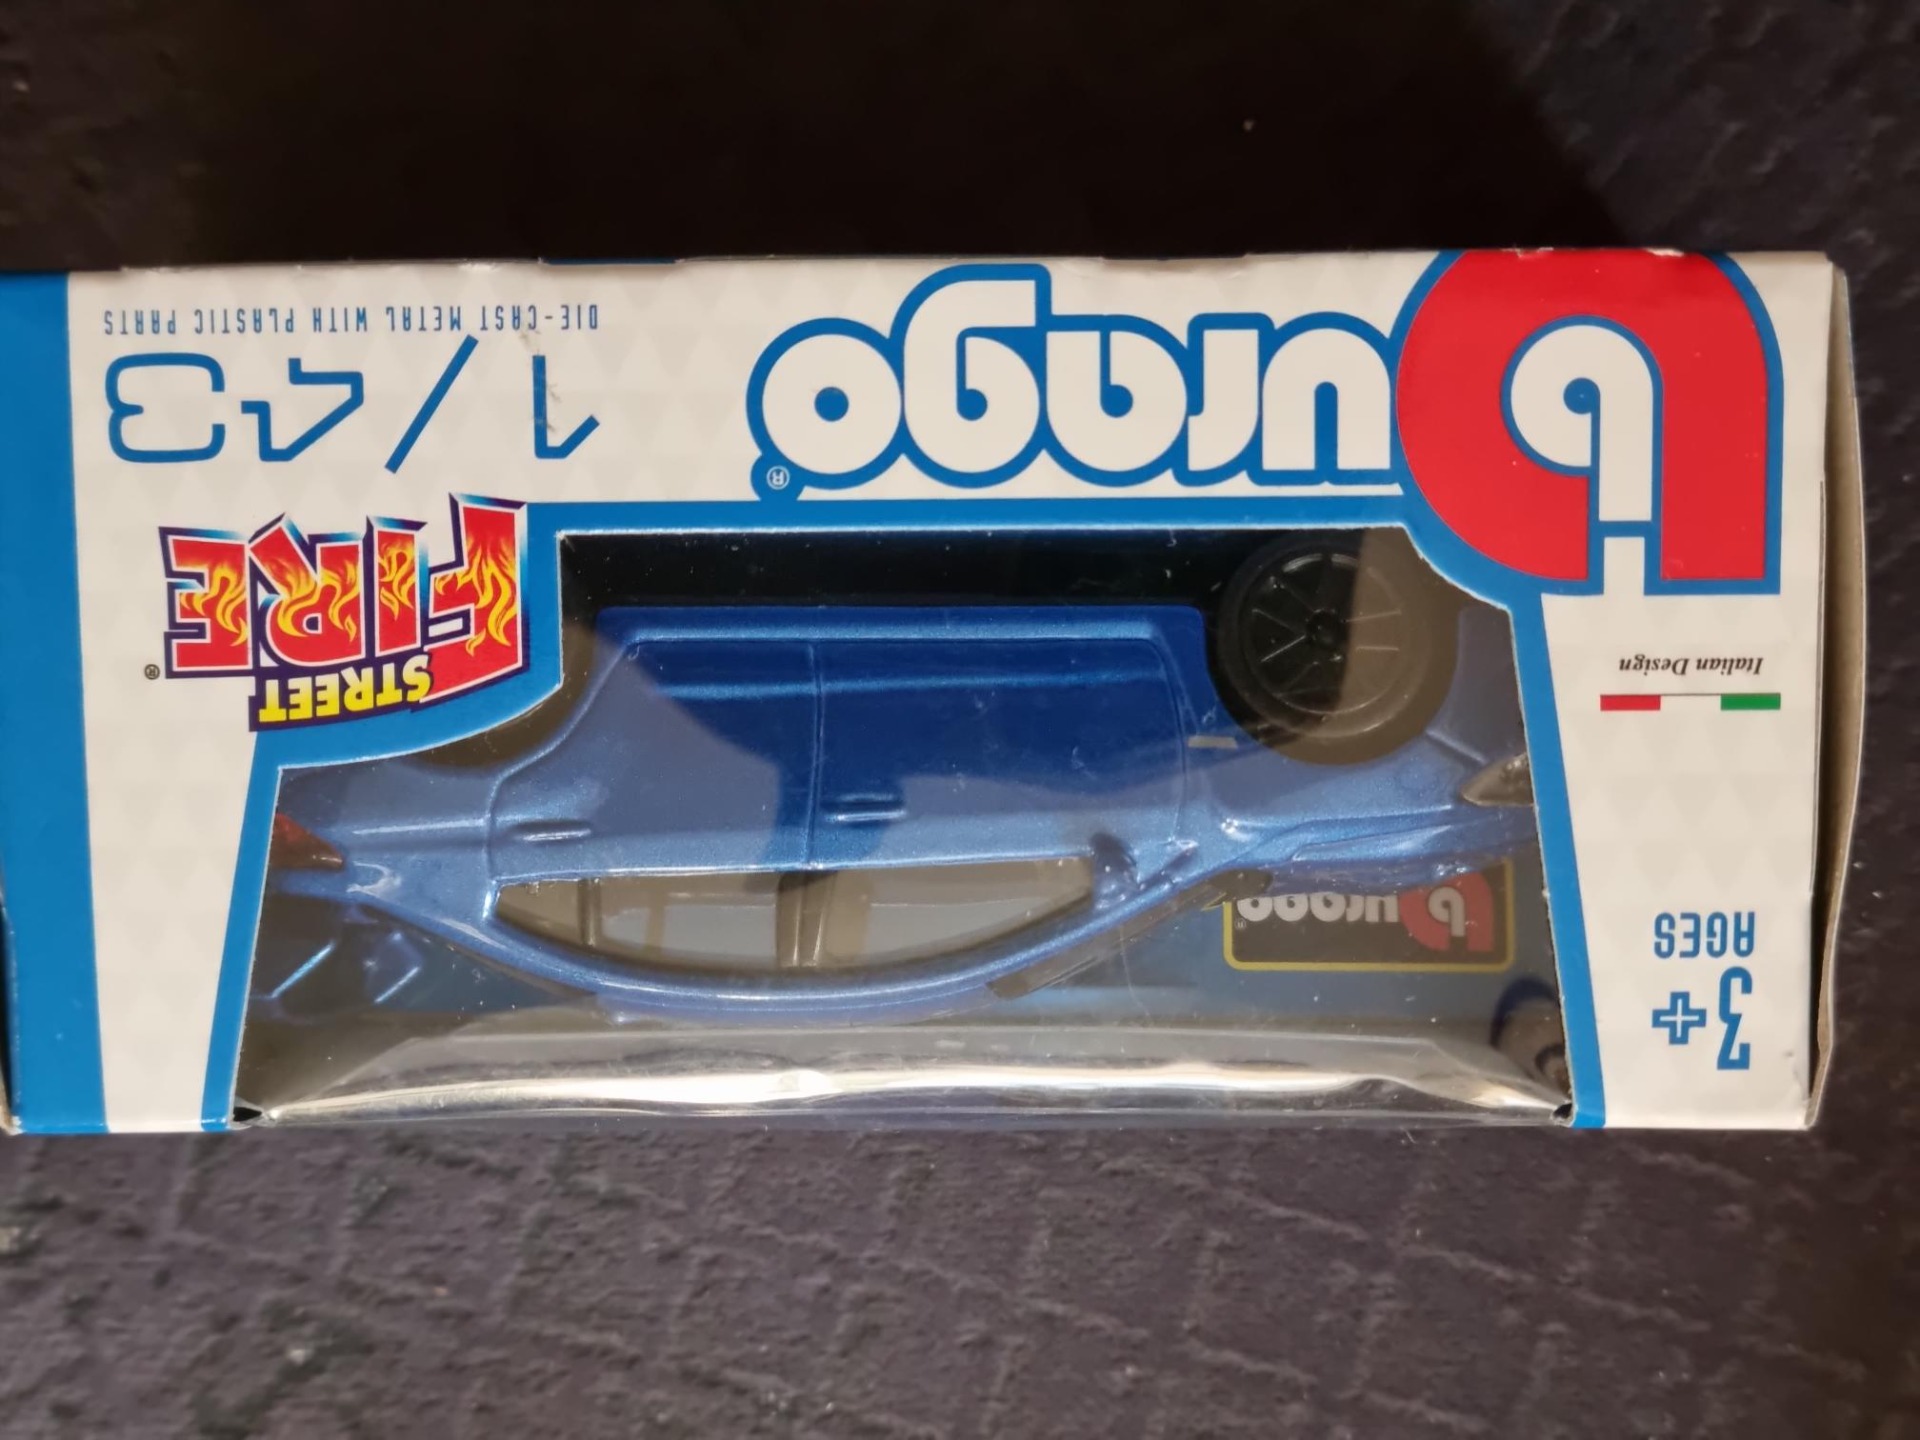 burago®
1/43
DIE-CAST METAL WITH PLASTIC PARTS
STREET
FIRE®
Italian Design
burago®
3+
AGES